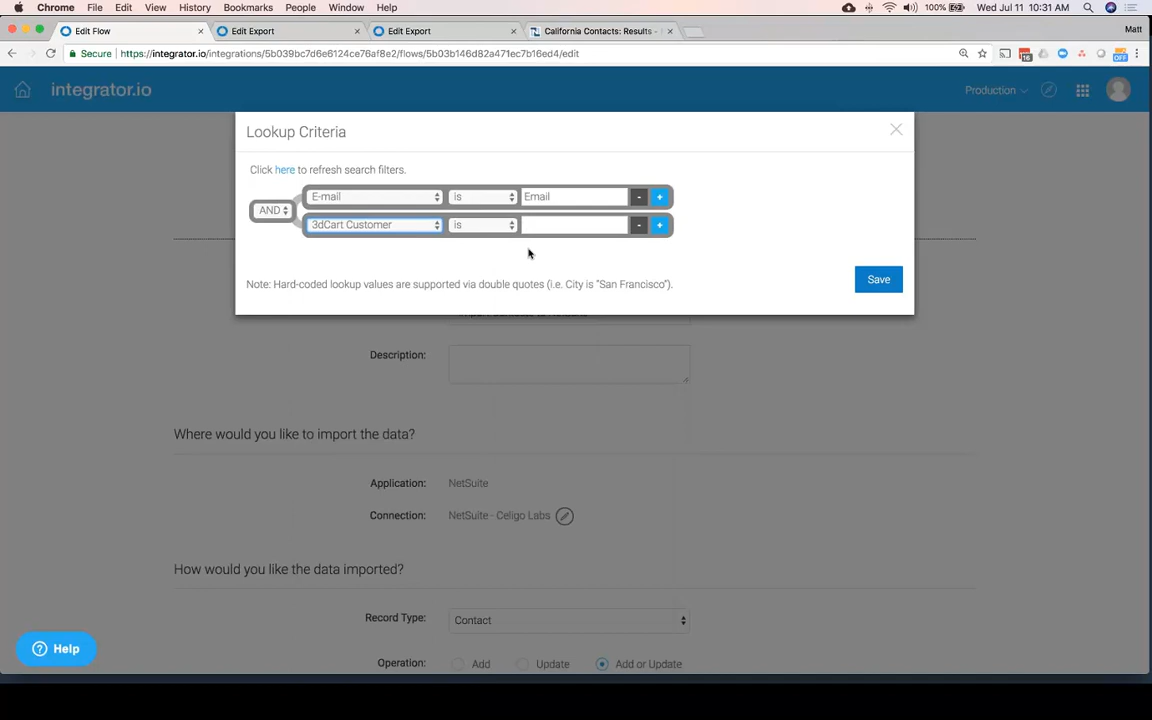 Chrome File Edit View History Bookmarks People Window Help 100% Wed Jul 11 10:31 AM
Edit Flow Edit Export Edit Export California Contacts: Results - Matt
Secure https://integrator.io/integrations/5b039bc7d6e6124ce76af8e2/flows/5b03b146d82a471ec7b16ed4/edit 16 OFF
integrator.io Production
Lookup Criteria
Click here to refresh search filters.
AND
E-mail is Email - +
3dCart Customer is - +
Note: Hard-coded lookup values are supported via double quotes (i.e. City is "San Francisco").
Save
Description:
Where would you like to import the data?
Application: NetSuite
Connection: NetSuite - Celigo Labs
How would you like the data imported?
Record Type: Contact
Operation: Add Update Add or Update
Help